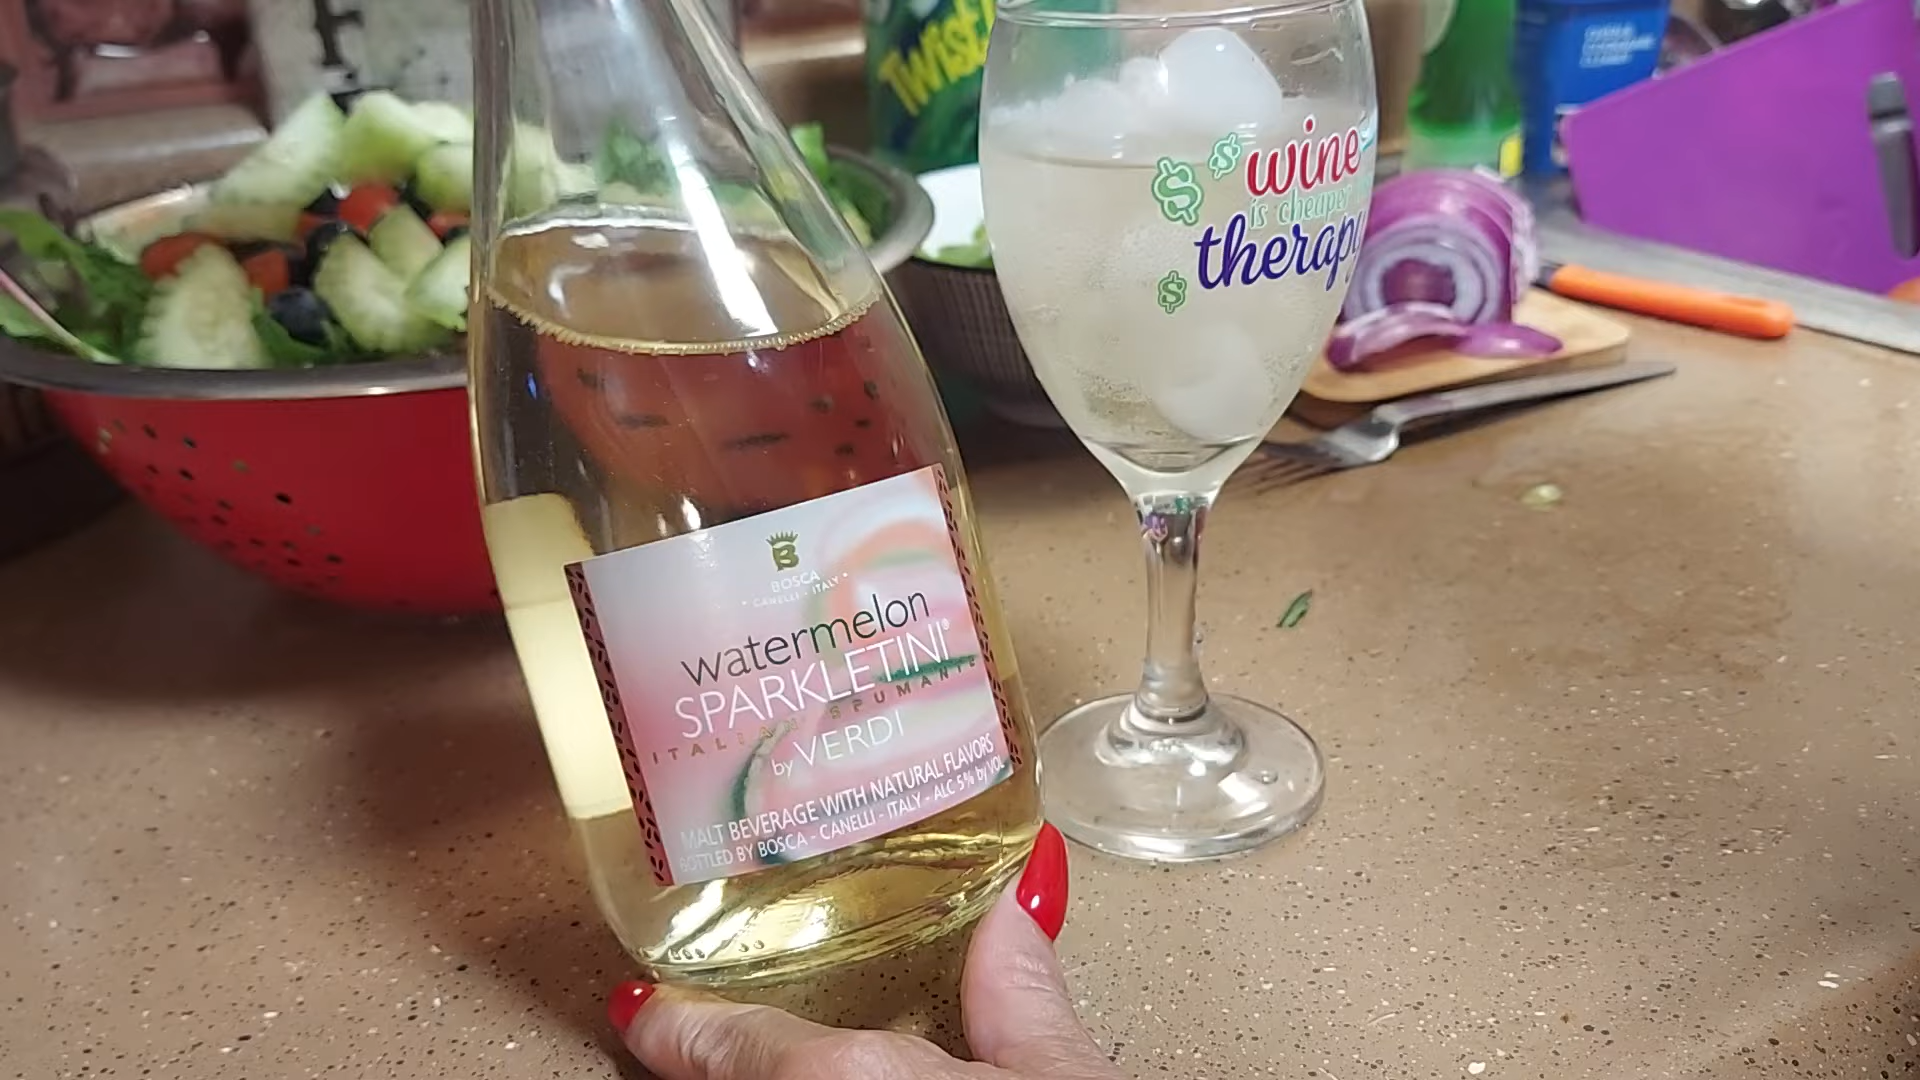 Twist
$ $ wine
is cheaper
therapy
$
B
BOSCA
• CANELLI - ITALY •
watermelon
SPARKLETINI®
ITALIAN SPUMANTE
by VERDI
MALT BEVERAGE WITH NATURAL FLAVORS
BOTTLED BY BOSCA - CANELLI - ITALY - ALC 5% by VOL